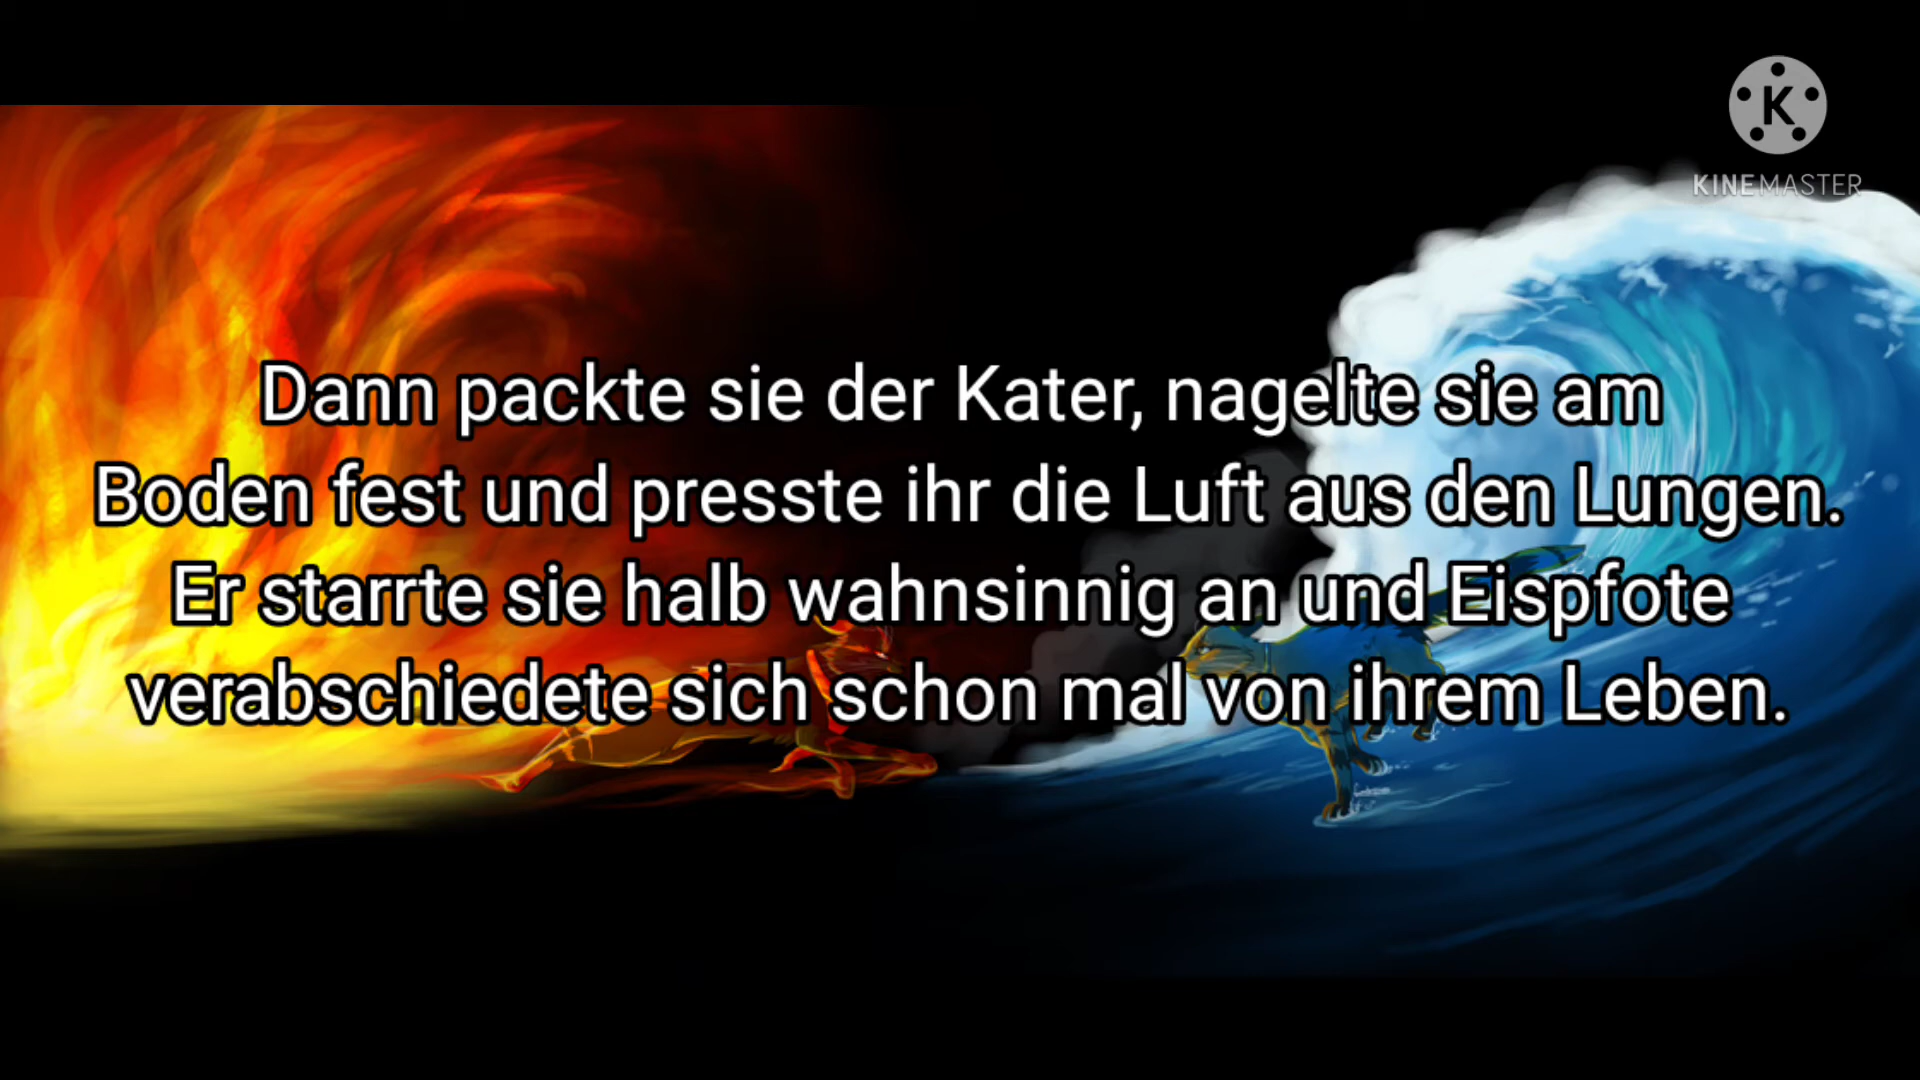 KINEMASTER
Dann packte sie der Kater, nagelte sie am
Boden fest und presste ihr die Luft aus den Lungen.
Er starrte sie halb wahnsinnig an und Eispfote
verabschiedete sich schon mal von ihrem Leben.